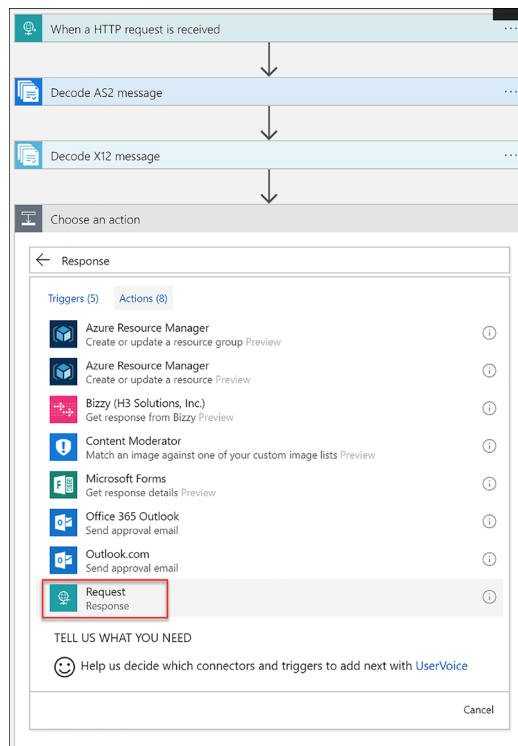 When a HTTP request is received
Decode AS2 message
Decode X12 message
Choose an action
Response
Triggers (5) Actions (8)
Azure Resource Manager
Create or update a resource group Preview
Azure Resource Manager
Create or update a resource Preview
Bizzy (H3 Solutions, Inc.)
Get response from Bizzy Preview
Content Moderator
Match an image against one of your custom image lists Preview
Microsoft Forms
Get response details Preview
Office 365 Outlook
Send approval email
Outlook.com
Send approval email
Request
Response
TELL US WHAT YOU NEED
Help us decide which connectors and triggers to add next with UserVoice
Cancel